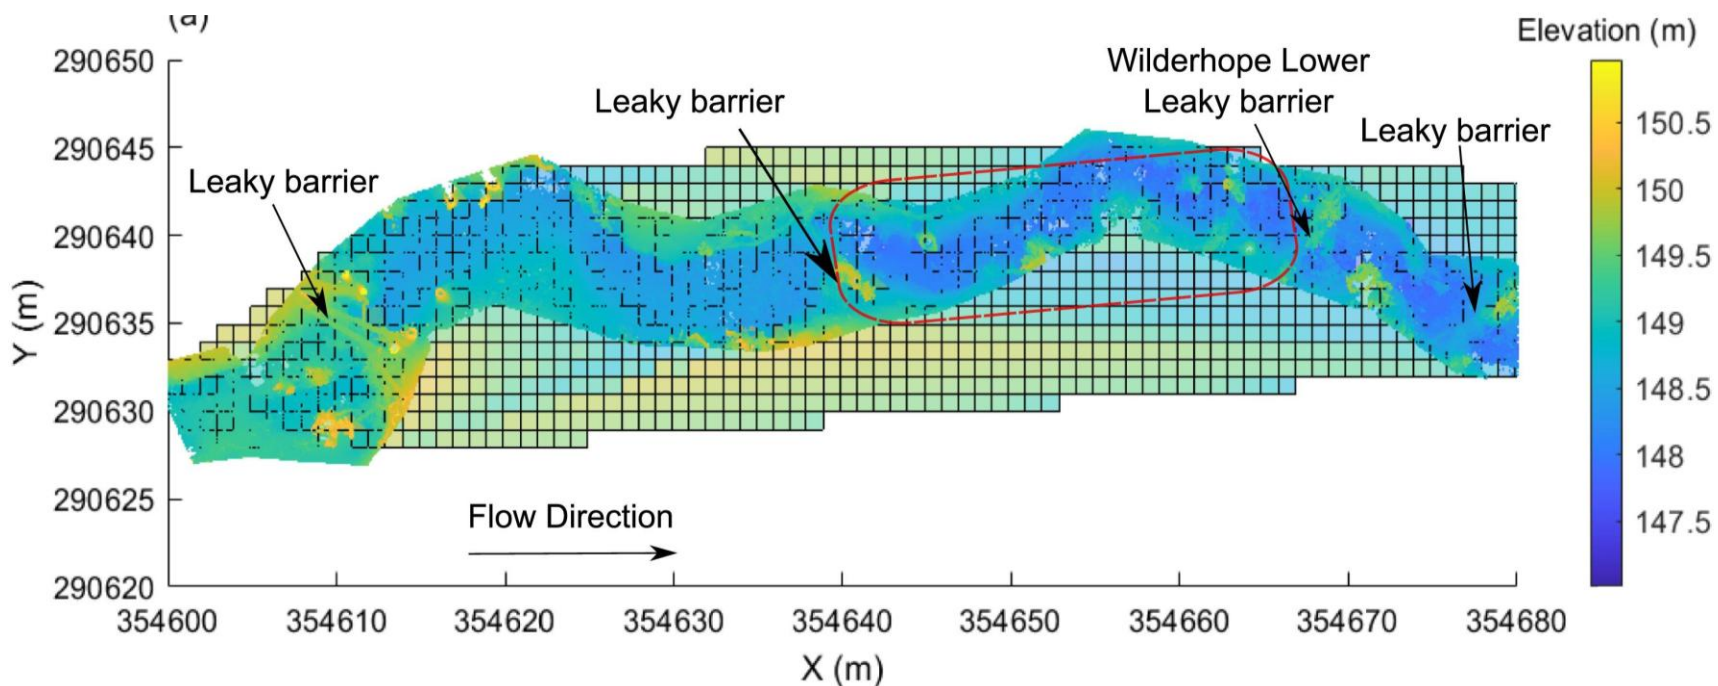 (a)
Elevation (m)
290650
Wilderhope Lower
Leaky barrier
Leaky barrier
Leaky barrier
Leaky barrier
290645
290640
290635
290630
290625
290620
Y (m)
150.5
150
149.5
149
148.5
148
147.5
Flow Direction
354600
354610
354620
354630
354640
354650
354660
354670
354680
X (m)